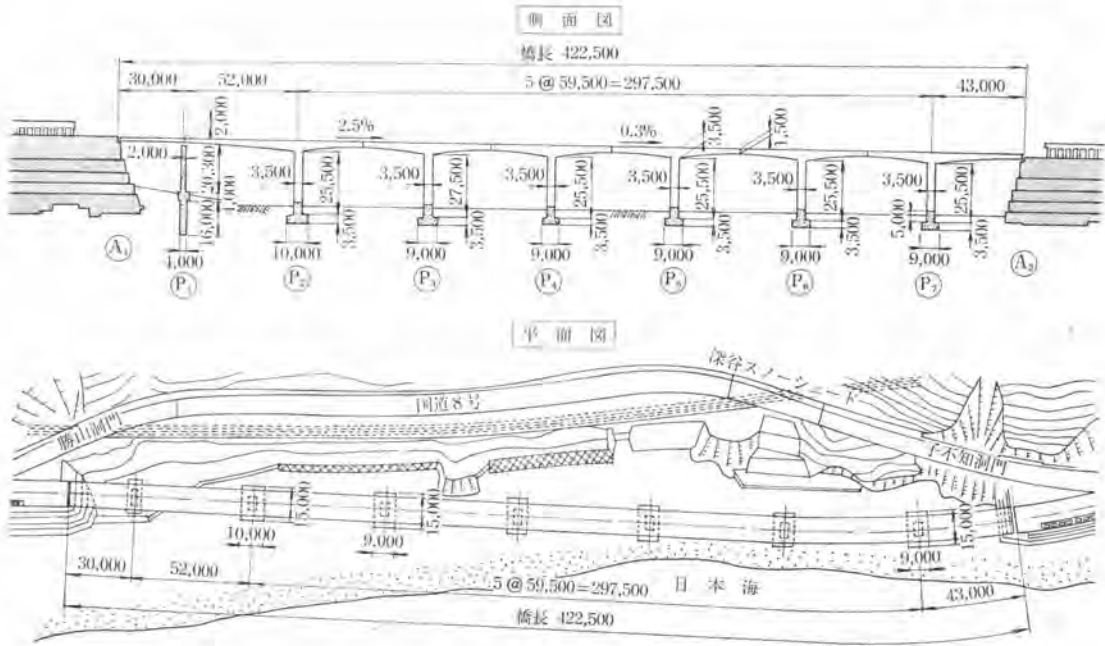 側面図
橋長 422,500
30,000 52,000 5@59,500=297,500 43,000
2,000 2.5% 0.3% 3,500 1,500
2,000 20,300 3,500 25,500 3,500 27,500 3,500 25,500 3,500 25,500 3,500 25,500 3,500 25,500
16,000 4,000 3,500 3,500 3,500 3,500 3,500 5,000 3,500
4,000 10,000 9,000 9,000 9,000 9,000 9,000
A₁ P₁ P₂ P₃ P₄ P₅ P₆ P₇ A₂
平面図
深谷スノーシード
国道8号
勝山洞門
子不知洞門
15,000 15,000 15,000
10,000 9,000 9,000
30,000 52,000 5@59,500=297,500 日本海 43,000
橋長 422,500